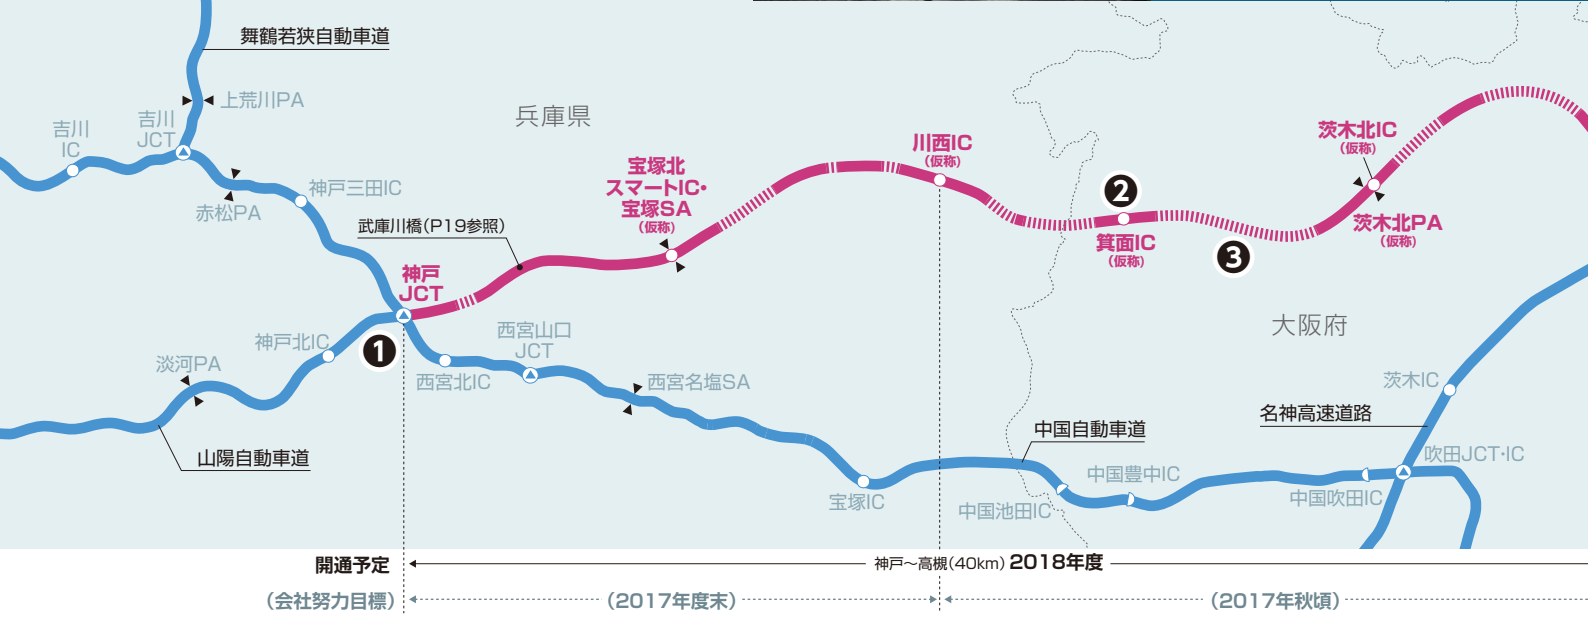 舞鶴若狭自動車道
上荒川PA
吉川
JCT
吉川
IC
兵庫県
赤松PA
神戸三田IC
宝塚北
スマートIC・
宝塚SA
(仮称)
川西IC
(仮称)
茨木北IC
(仮称)
❷
箕面IC
(仮称)
❸
茨木北PA
(仮称)
武庫川橋(P19参照)
神戸
JCT
❶
神戸北IC
淡河PA
西宮山口
JCT
西宮北IC
西宮名塩SA
大阪府
茨木IC
名神高速道路
中国自動車道
山陽自動車道
吹田JCT・IC
中国豊中IC
中国吹田IC
宝塚IC
中国池田IC
開通予定
神戸～高槻(40km) 2018年度
(会社努力目標)
(2017年度末)
(2017年秋頃)